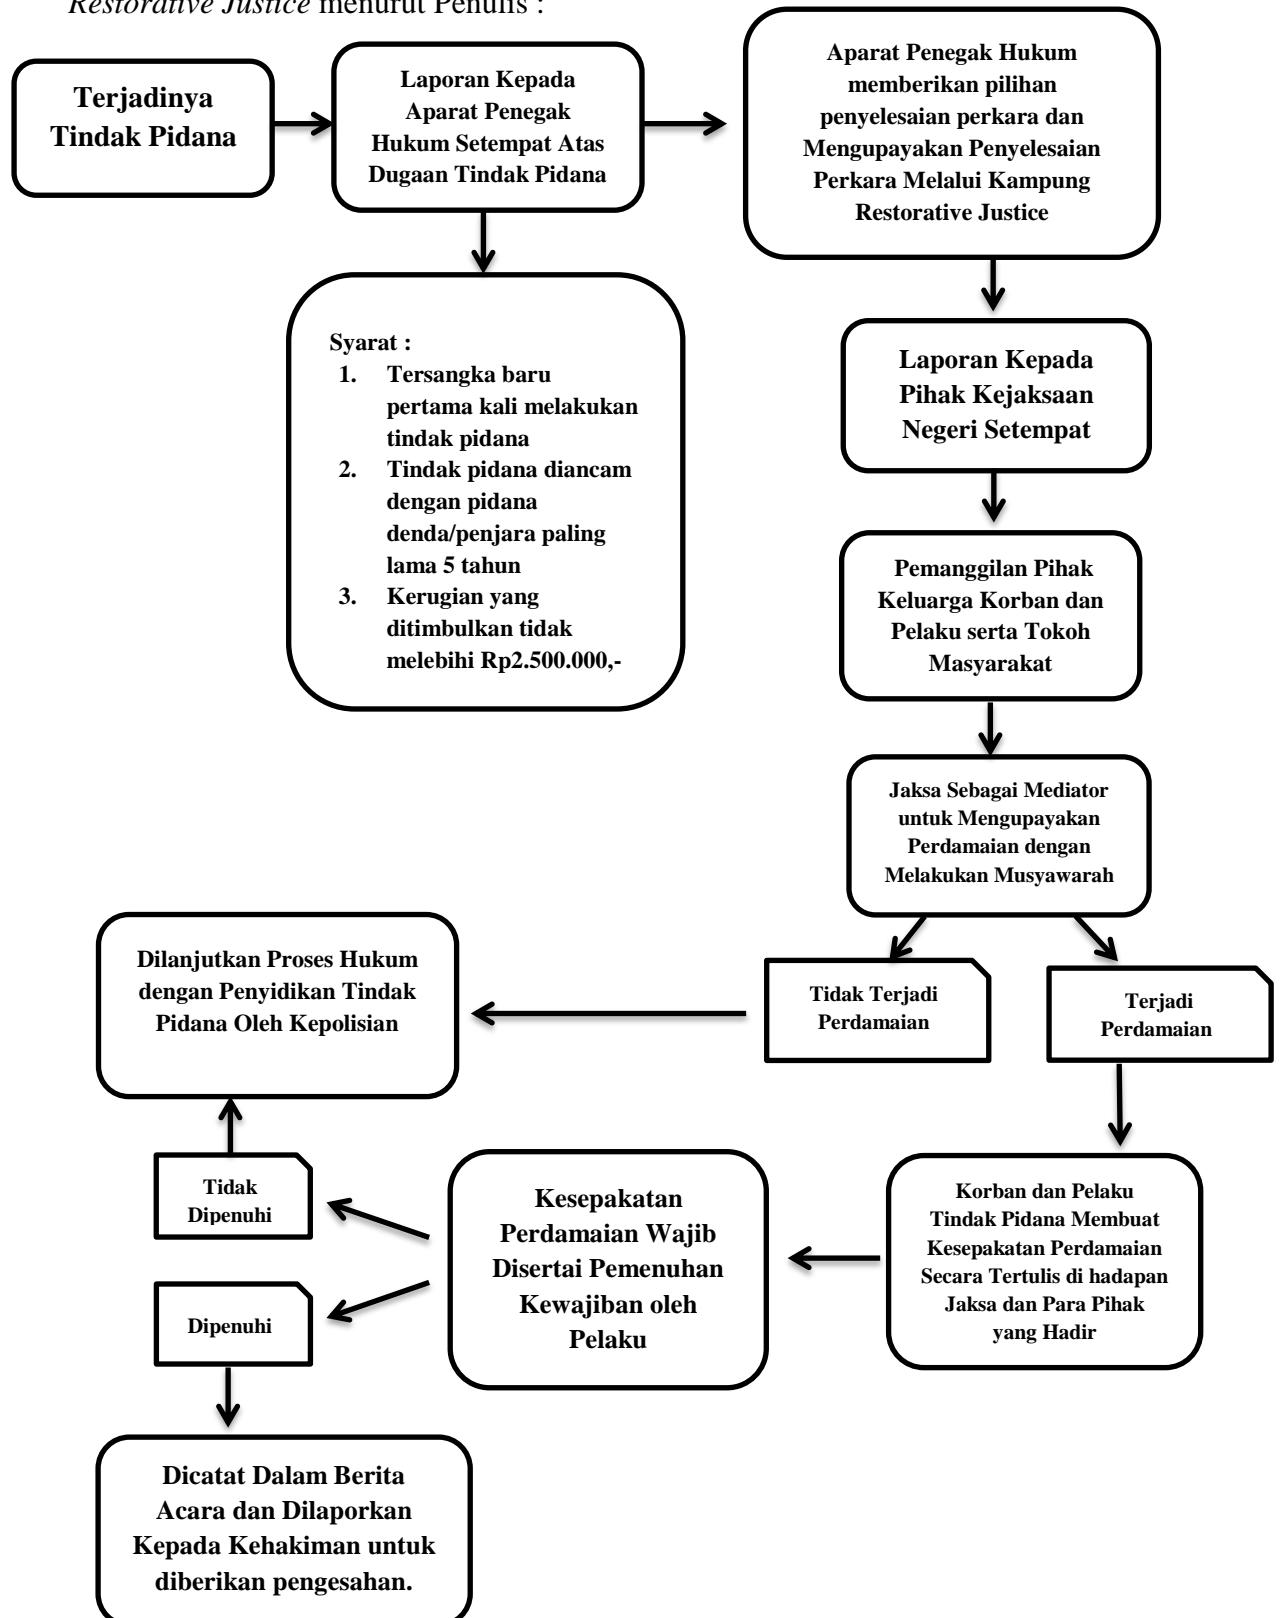 Restorative Justice menurut Penulis :
Terjadinya
Tindak Pidana
Laporan Kepada
Aparat Penegak
Hukum Setempat Atas
Dugaan Tindak Pidana
Aparat Penegak Hukum
memberikan pilihan
penyelesaian perkara dan
Mengupayakan Penyelesaian
Perkara Melalui Kampung
Restorative Justice
Syarat :
1. Tersangka baru
pertama kali melakukan
tindak pidana
2. Tindak pidana diancam
dengan pidana
denda/penjara paling
lama 5 tahun
3. Kerugian yang
ditimbulkan tidak
melebihi Rp2.500.000,-
Laporan Kepada
Pihak Kejaksaan
Negeri Setempat
Pemanggilan Pihak
Keluarga Korban dan
Pelaku serta Tokoh
Masyarakat
Jaksa Sebagai Mediator
untuk Mengupayakan
Perdamaian dengan
Melakukan Musyawarah
Dilanjutkan Proses Hukum
dengan Penyidikan Tindak
Pidana Oleh Kepolisian
Tidak Terjadi
Perdamaian
Terjadi
Perdamaian
Tidak
Dipenuhi
Kesepakatan
Perdamaian Wajib
Disertai Pemenuhan
Kewajiban oleh
Pelaku
Korban dan Pelaku
Tindak Pidana Membuat
Kesepakatan Perdamaian
Secara Tertulis di hadapan
Jaksa dan Para Pihak
yang Hadir
Dipenuhi
Dicatat Dalam Berita
Acara dan Dilaporkan
Kepada Kehakiman untuk
diberikan pengesahan.